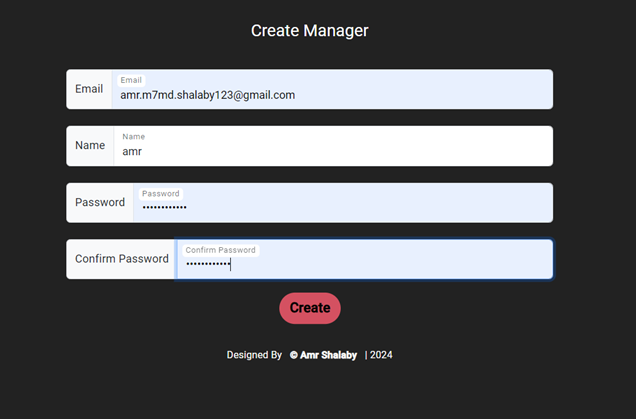 Create Manager
Email
Email
amr.m7md.shalaby123@gmail.com
Name
Name
amr
Password
Password
••••••••••••
Confirm Password
Confirm Password
••••••••••••
Create
Designed By © Amr Shalaby | 2024